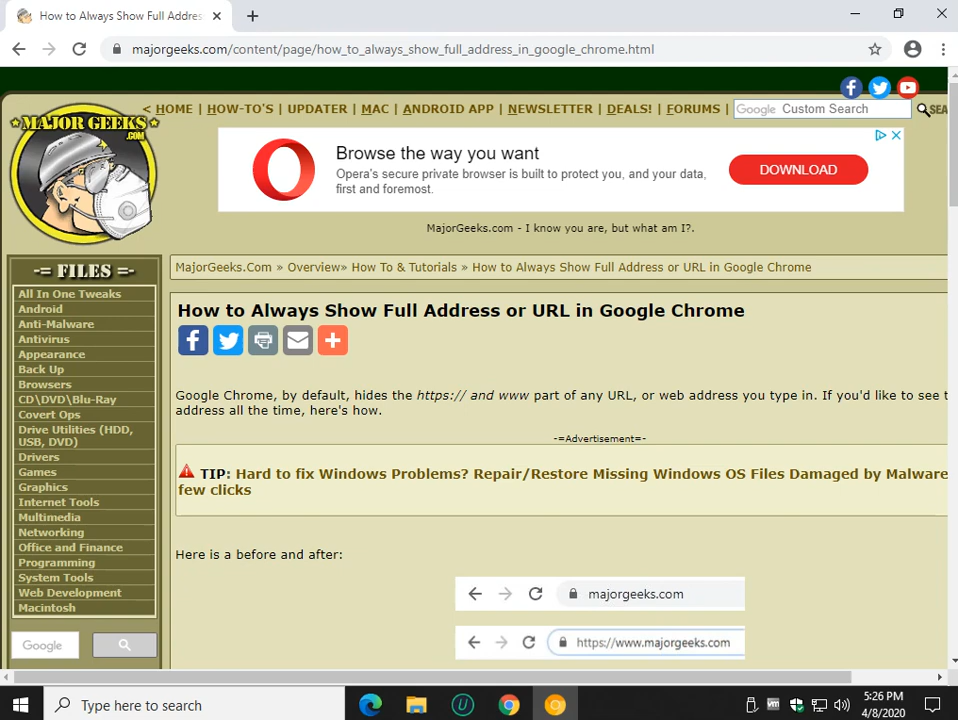 How to Always Show Full Addres
majorgeeks.com/content/page/how_to_always_show_full_address_in_google_chrome.html
MAJOR GEEKS
.COM
< HOME | HOW-TO'S | UPDATER | MAC | ANDROID APP | NEWSLETTER | DEALS! | FORUMS |
Google Custom Search
SEA
Browse the way you want
Opera's secure private browser is built to protect you, and your data,
first and foremost.
DOWNLOAD
MajorGeeks.com - I know you are, but what am I?.
-= FILES =-
All In One Tweaks
Android
Anti-Malware
Antivirus
Appearance
Back Up
Browsers
CD\DVD\Blu-Ray
Covert Ops
Drive Utilities (HDD,
USB, DVD)
Drivers
Games
Graphics
Internet Tools
Multimedia
Networking
Office and Finance
Programming
System Tools
Web Development
Macintosh
Google
MajorGeeks.Com » Overview» How To & Tutorials » How to Always Show Full Address or URL in Google Chrome
How to Always Show Full Address or URL in Google Chrome
Google Chrome, by default, hides the https:// and www part of any URL, or web address you type in. If you'd like to see t
address all the time, here's how.
-=Advertisement=-
TIP: Hard to fix Windows Problems? Repair/Restore Missing Windows OS Files Damaged by Malware
few clicks
Here is a before and after:
majorgeeks.com
https://www.majorgeeks.com
Type here to search
5:26 PM
4/8/2020